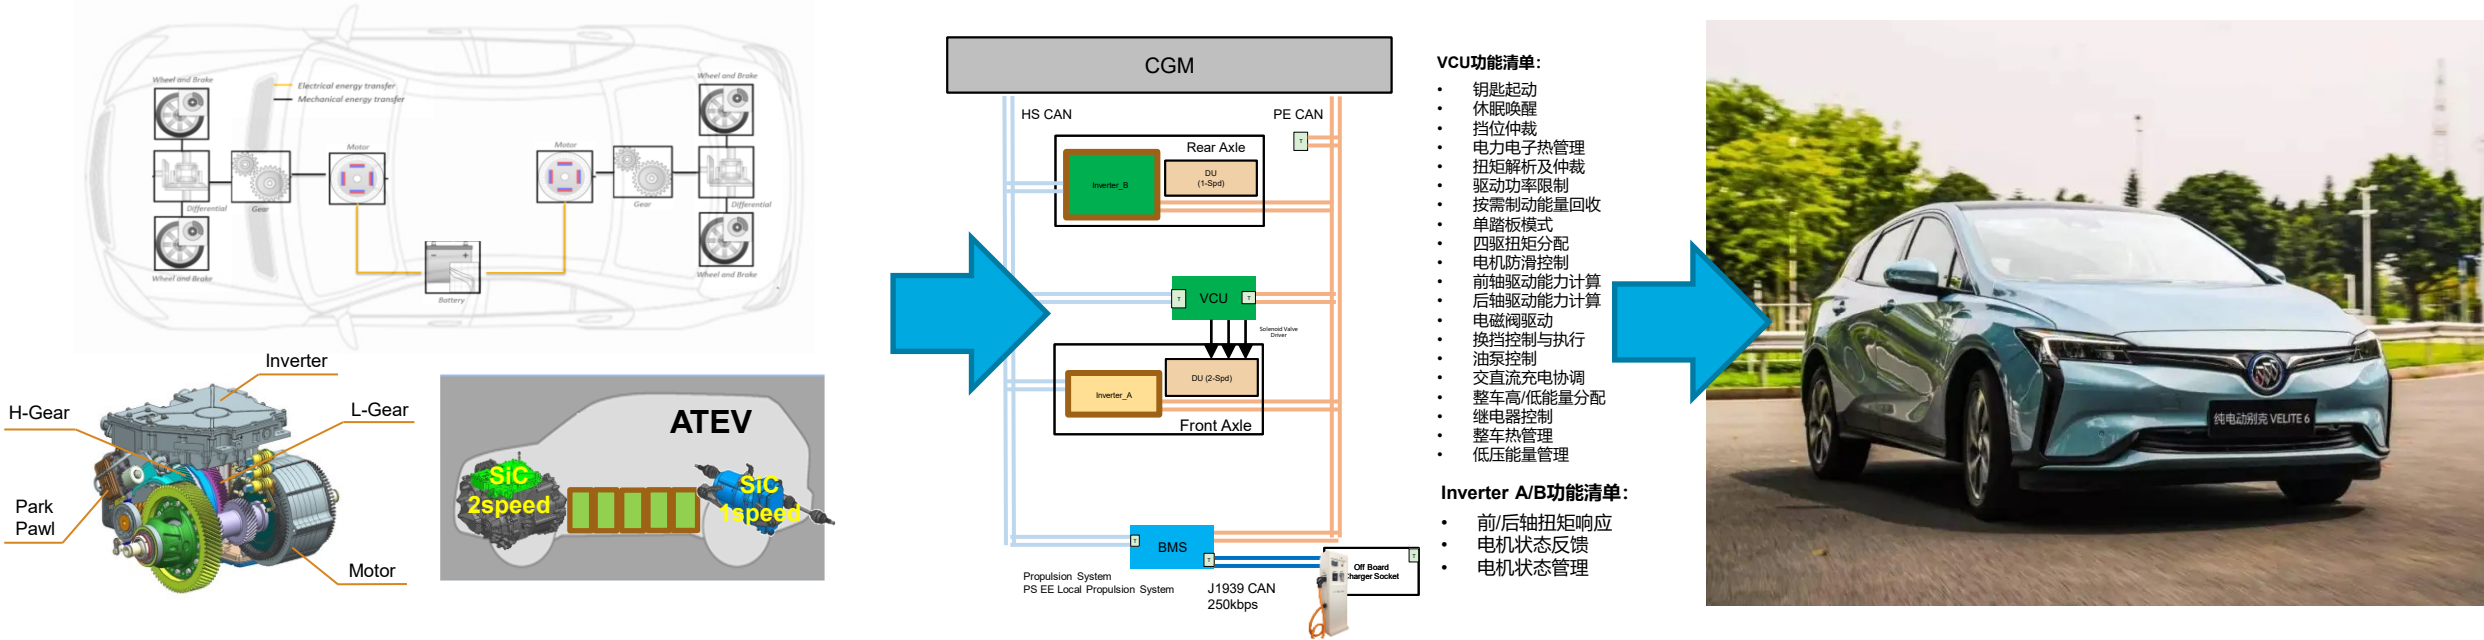 Wheel and Brake
Electrical energy transfer
Mechanical energy transfer
Motor
Differential
Gear
Wheel and Brake
Battery
Wheel and Brake
Motor
Gear
Differential
Wheel and Brake
Inverter
H-Gear
L-Gear
Park
Pawl
Motor
ATEV
SiC
2speed
SiC
1speed
CGM
HS CAN
PE CAN
T
Rear Axle
Inverter_B
DU
(1-Spd)
T
VCU
T
Solenoid Valve
Driver
DU (2-Spd)
Inverter_A
Front Axle
T
BMS
T
Off Board
Charger Socket
T
Propulsion System
PS EE Local Propulsion System
J1939 CAN
250kbps
VCU功能清单：
• 钥匙起动
• 休眠唤醒
• 挡位仲裁
• 电力电子热管理
• 扭矩解析及仲裁
• 驱动功率限制
• 按需制动能量回收
• 单踏板模式
• 四驱扭矩分配
• 电机防滑控制
• 前轴驱动能力计算
• 后轴驱动能力计算
• 电磁阀驱动
• 换挡控制与执行
• 油泵控制
• 交直流充电协调
• 整车高/低能量分配
• 继电器控制
• 整车热管理
• 低压能量管理
Inverter A/B功能清单：
• 前/后轴扭矩响应
• 电机状态反馈
• 电机状态管理
纯电动别克 VELITE 6